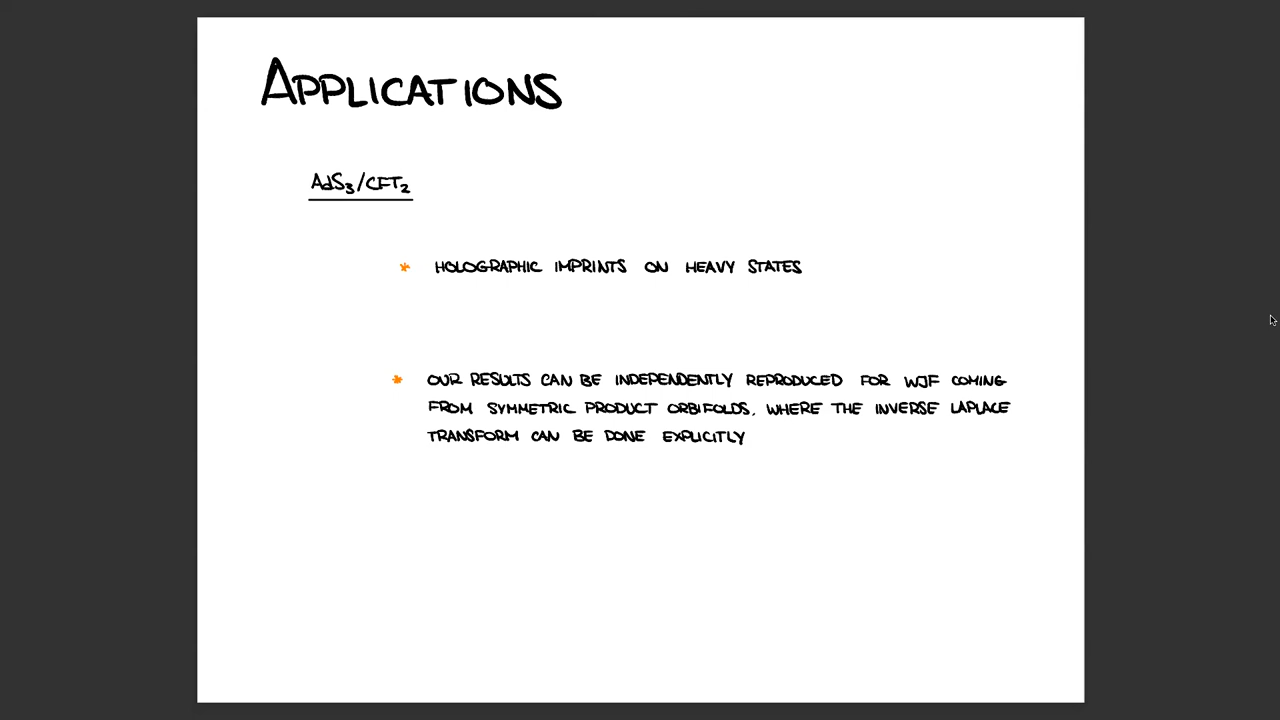 APPLICATIONS
AdS3/CFT2
* HOLOGRAPHIC IMPRINTS ON HEAVY STATES
* OUR RESULTS CAN BE INDEPENDENTLY REPRODUCED FOR WJF COMING
FROM SYMMETRIC PRODUCT ORBIFOLDS, WHERE THE INVERSE LAPLACE
TRANSFORM CAN BE DONE EXPLICITLY